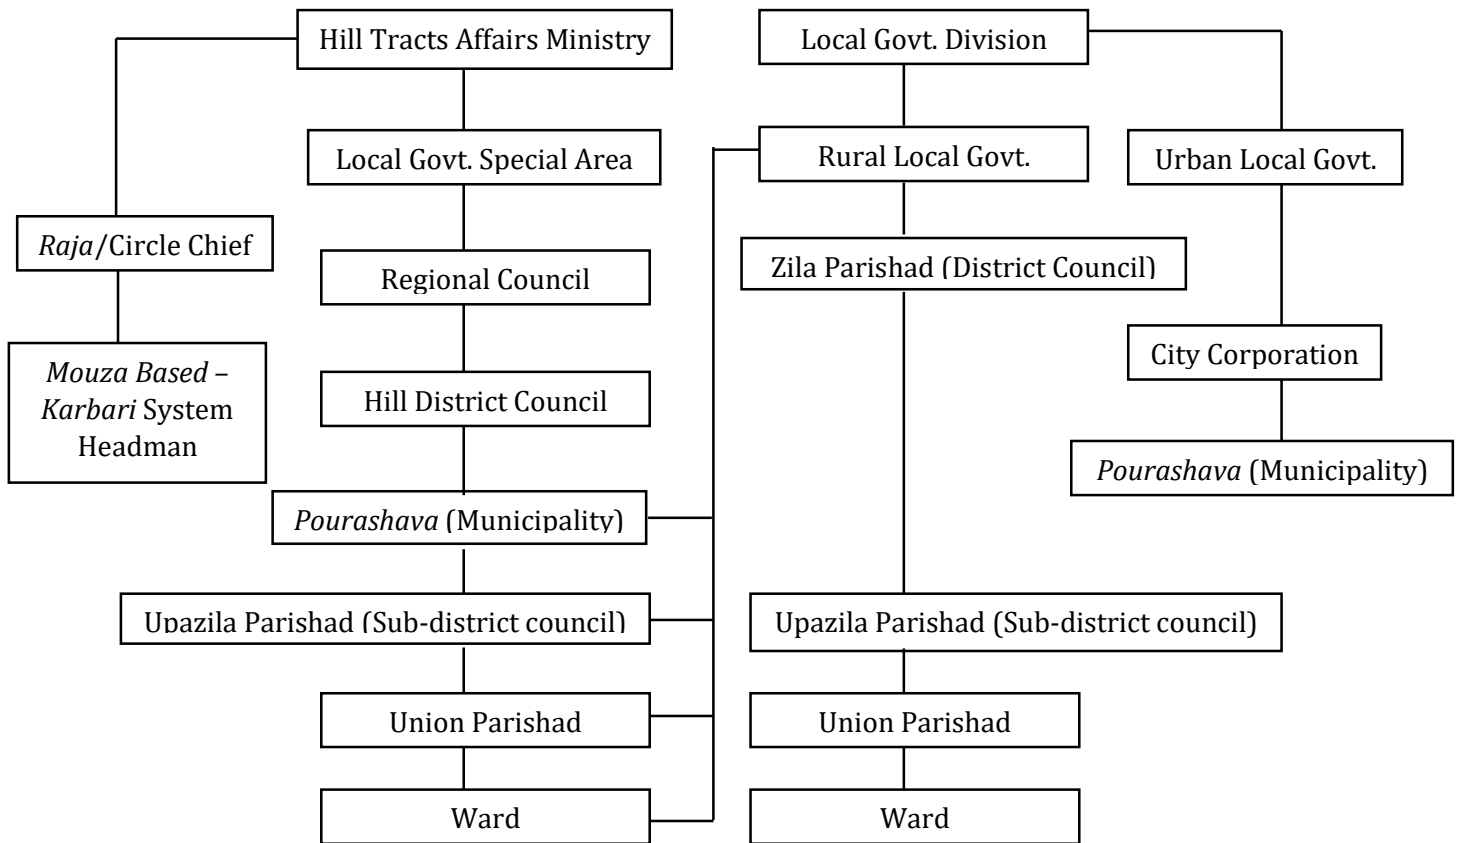 Hill Tracts Affairs Ministry
Local Govt. Division
Local Govt. Special Area
Rural Local Govt.
Urban Local Govt.
Raja/Circle Chief
Regional Council
Zila Parishad (District Council)
City Corporation
Mouza Based –
Karbari System
Headman
Hill District Council
Pourashava (Municipality)
Pourashava (Municipality)
Upazila Parishad (Sub-district council)
Upazila Parishad (Sub-district council)
Union Parishad
Union Parishad
Ward
Ward